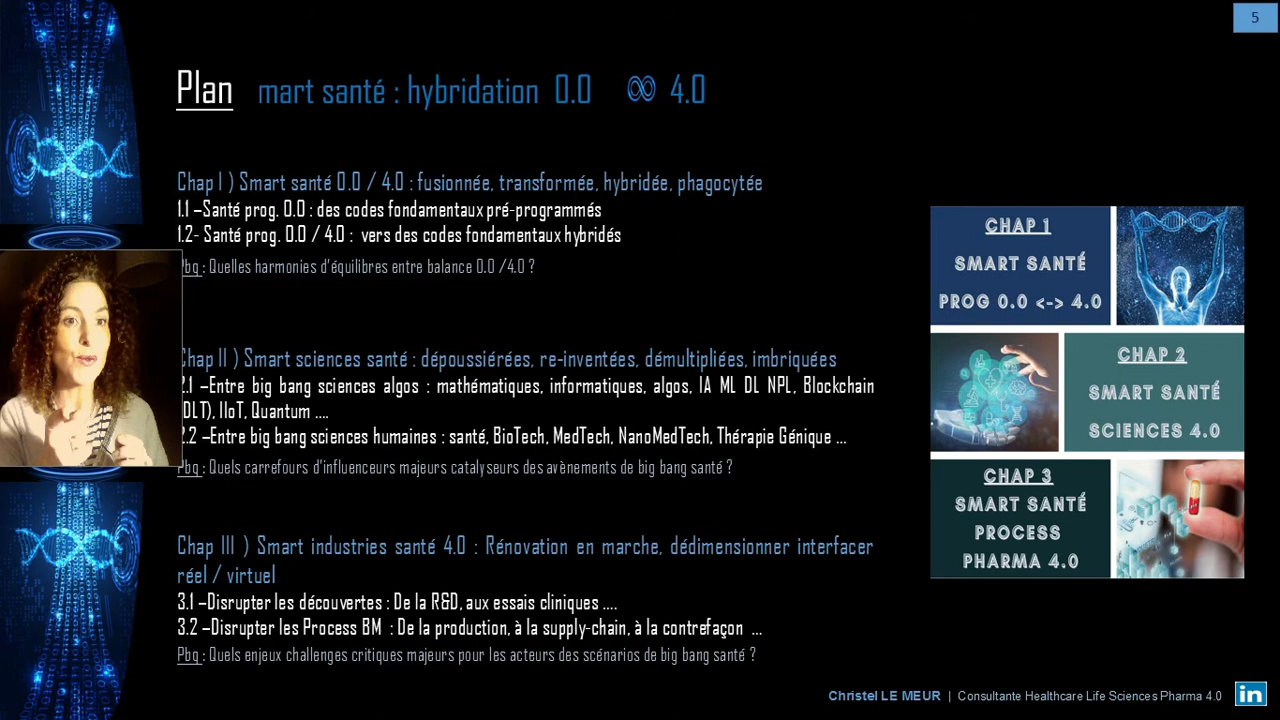 5
Plan mart santé : hybridation 0.0 ∞ 4.0
Chap I ) Smart santé 0.0 / 4.0 : fusionnée, transformée, hybridée, phagocytée
1.1 –Santé prog. 0.0 : des codes fondamentaux pré-programmés
1.2- Santé prog. 0.0 / 4.0 : vers des codes fondamentaux hybridés
Pbq : Quelles harmonies d'équilibres entre balance 0.0 /4.0 ?
Chap II ) Smart sciences santé : dépoussiérées, re-inventées, démultipliées, imbriquées
2.1 –Entre big bang sciences algos : mathématiques, informatiques, algos, IA ML DL NPL, Blockchain
(DLT), IIoT, Quantum ....
2.2 –Entre big bang sciences humaines : santé, BioTech, MedTech, NanoMedTech, Thérapie Génique ...
Pbq : Quels carrefours d'influenceurs majeurs catalyseurs des avènements de big bang santé ?
Chap III ) Smart industries santé 4.0 : Rénovation en marche, dédimensionner interfacer
réel / virtuel
3.1 –Disrupter les découvertes : De la R&D, aux essais cliniques ....
3.2 –Disrupter les Process BM : De la production, à la supply-chain, à la contrefaçon ...
Pbq : Quels enjeux challenges critiques majeurs pour les acteurs des scénarios de big bang santé ?
CHAP 1
SMART SANTÉ
PROG 0.0 <-> 4.0
CHAP 2
SMART SANTÉ
SCIENCES 4.0
CHAP 3
SMART SANTÉ
PROCESS
PHARMA 4.0
Christel LE MEUR | Consultante Healthcare Life Sciences Pharma 4.0
in